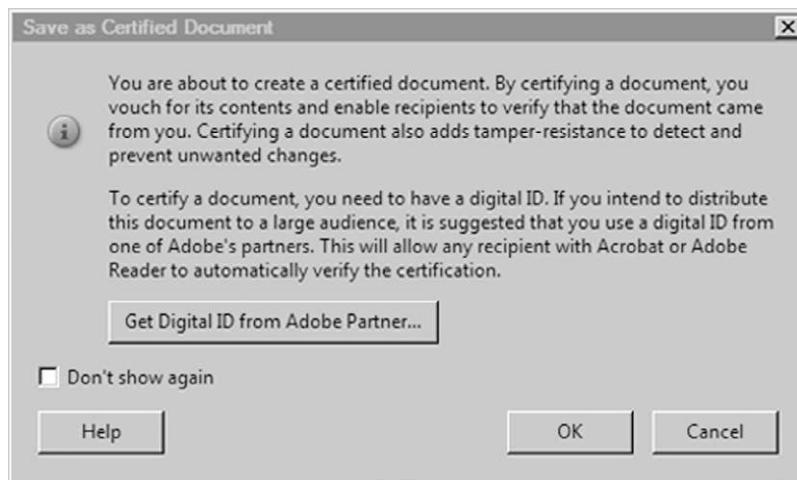 Save as Certified Document
You are about to create a certified document. By certifying a document, you
vouch for its contents and enable recipients to verify that the document came
from you. Certifying a document also adds tamper-resistance to detect and
prevent unwanted changes.
To certify a document, you need to have a digital ID. If you intend to distribute
this document to a large audience, it is suggested that you use a digital ID from
one of Adobe's partners. This will allow any recipient with Acrobat or Adobe
Reader to automatically verify the certification.
Get Digital ID from Adobe Partner...
Don't show again
Help
OK
Cancel